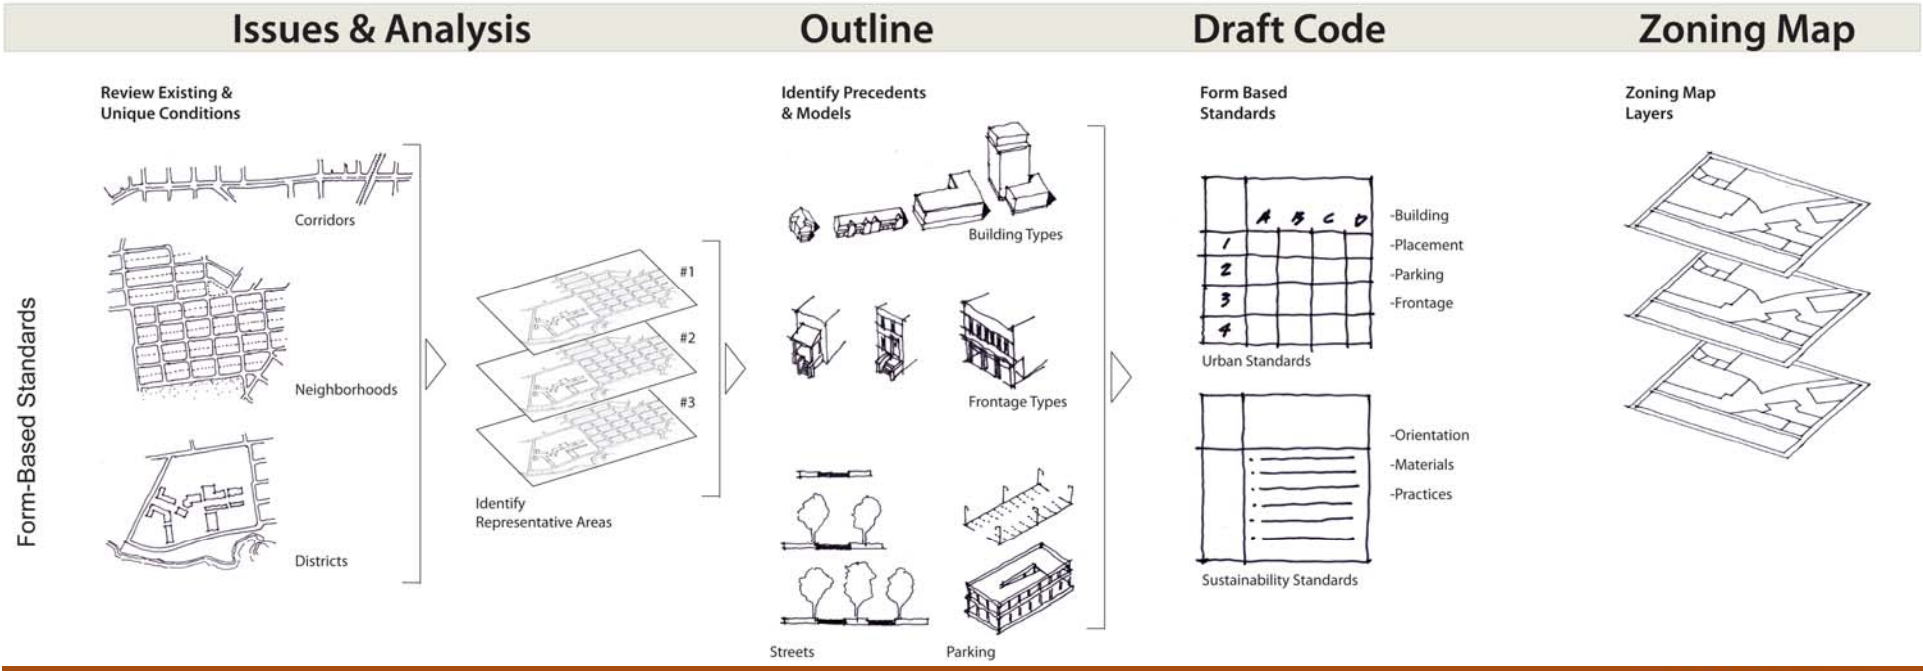 Issues & Analysis
Outline
Draft Code
Zoning Map
Form-Based Standards
Review Existing &
Unique Conditions
Corridors
Neighborhoods
Districts
#1
#2
#3
Identify
Representative Areas
Identify Precedents
& Models
Building Types
Frontage Types
Streets
Parking
Form Based
Standards
A B C D
1
2
3
4
-Building
-Placement
-Parking
-Frontage
Urban Standards
-Orientation
-Materials
-Practices
Sustainability Standards
Zoning Map
Layers